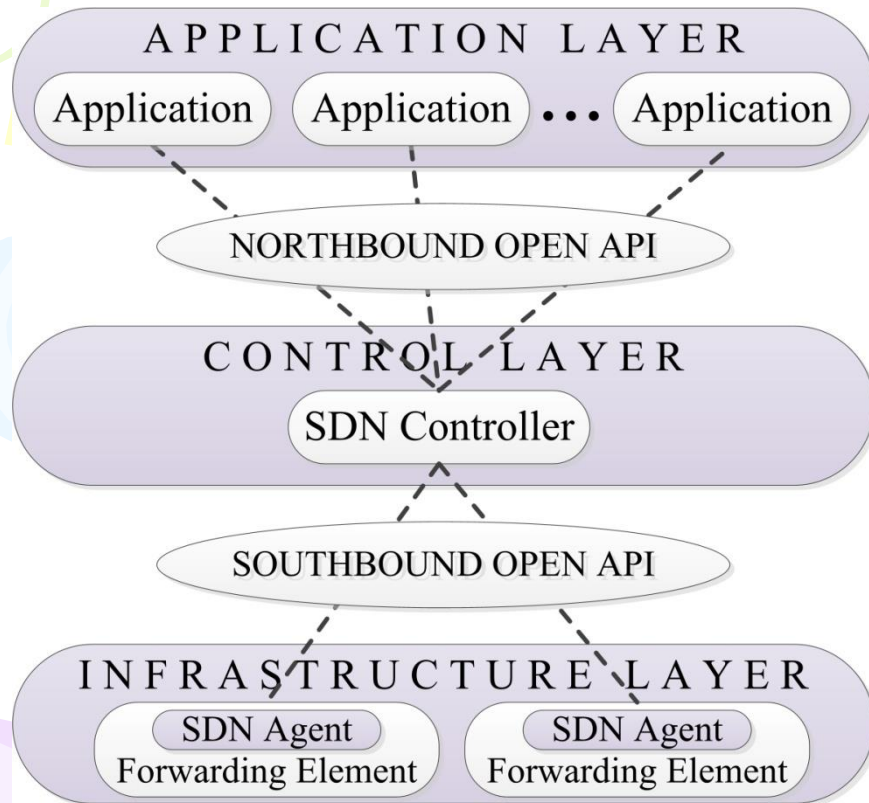 APPLICATION LAYER
Application Application ... Application
NORTHBOUND OPEN API
CONTROL LAYER
SDN Controller
SOUTHBOUND OPEN API
INFRASTRUCTURE LAYER
SDN Agent SDN Agent
Forwarding Element Forwarding Element